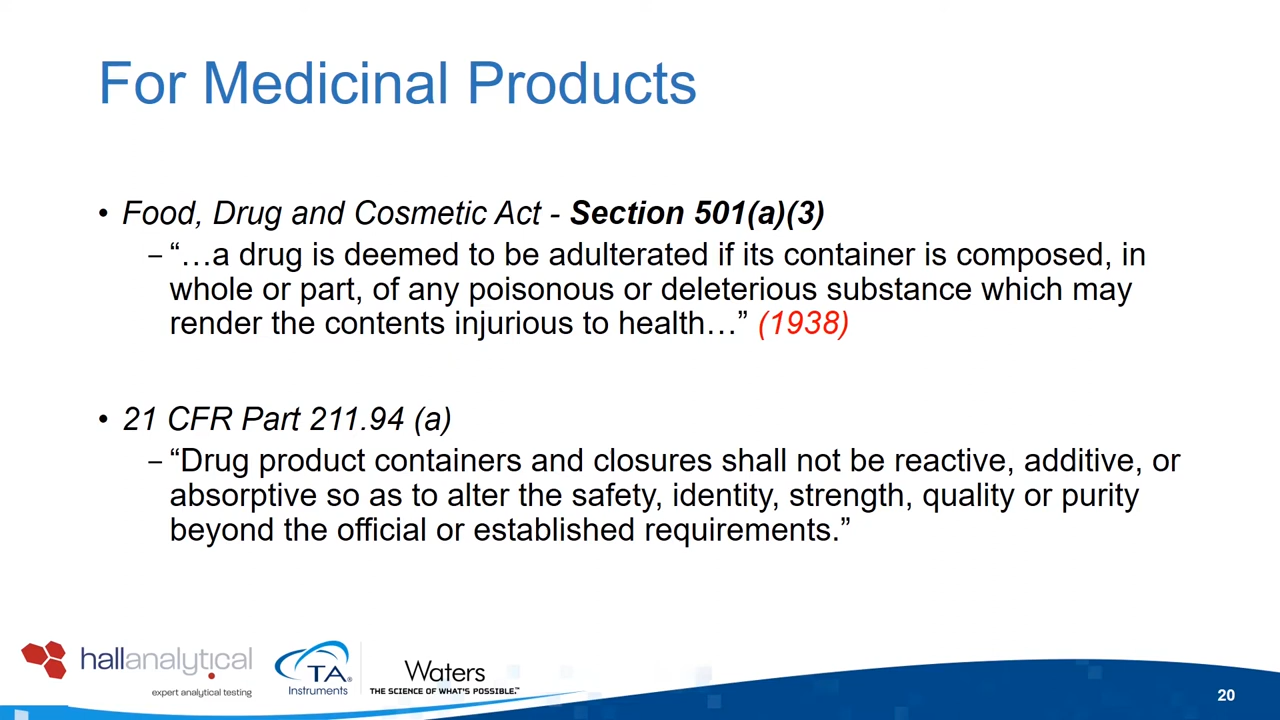 For Medicinal Products
• Food, Drug and Cosmetic Act - Section 501(a)(3)
– “…a drug is deemed to be adulterated if its container is composed, in
whole or part, of any poisonous or deleterious substance which may
render the contents injurious to health…” (1938)
• 21 CFR Part 211.94 (a)
– “Drug product containers and closures shall not be reactive, additive, or
absorptive so as to alter the safety, identity, strength, quality or purity
beyond the official or established requirements.”
hallanalytical
expert analytical testing
TA
Instruments
Waters
THE SCIENCE OF WHAT'S POSSIBLE.™
20